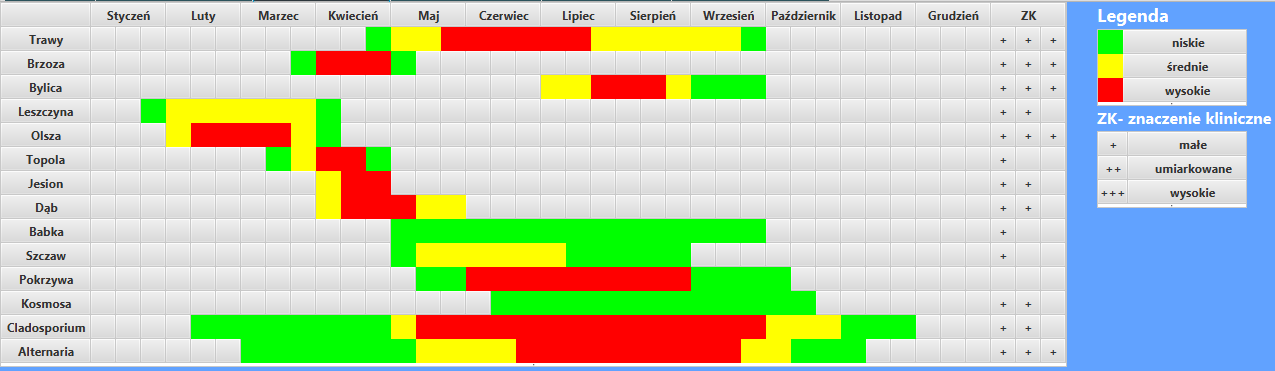 Styczeń Luty Marzec Kwiecień Maj Czerwiec Lipiec Sierpień Wrzesień Październik Listopad Grudzień ZK
Trawy + + +
Brzoza + + +
Bylica + + +
Leszczyna + +
Olsza + + +
Topola +
Jesion + +
Dąb + +
Babka +
Szczaw +
Pokrzywa
Kosmosa + +
Cladosporium + +
Alternaria + + +
Legenda
niskie
średnie
wysokie
ZK- znaczenie kliniczne
+ małe
++ umiarkowane
+++ wysokie